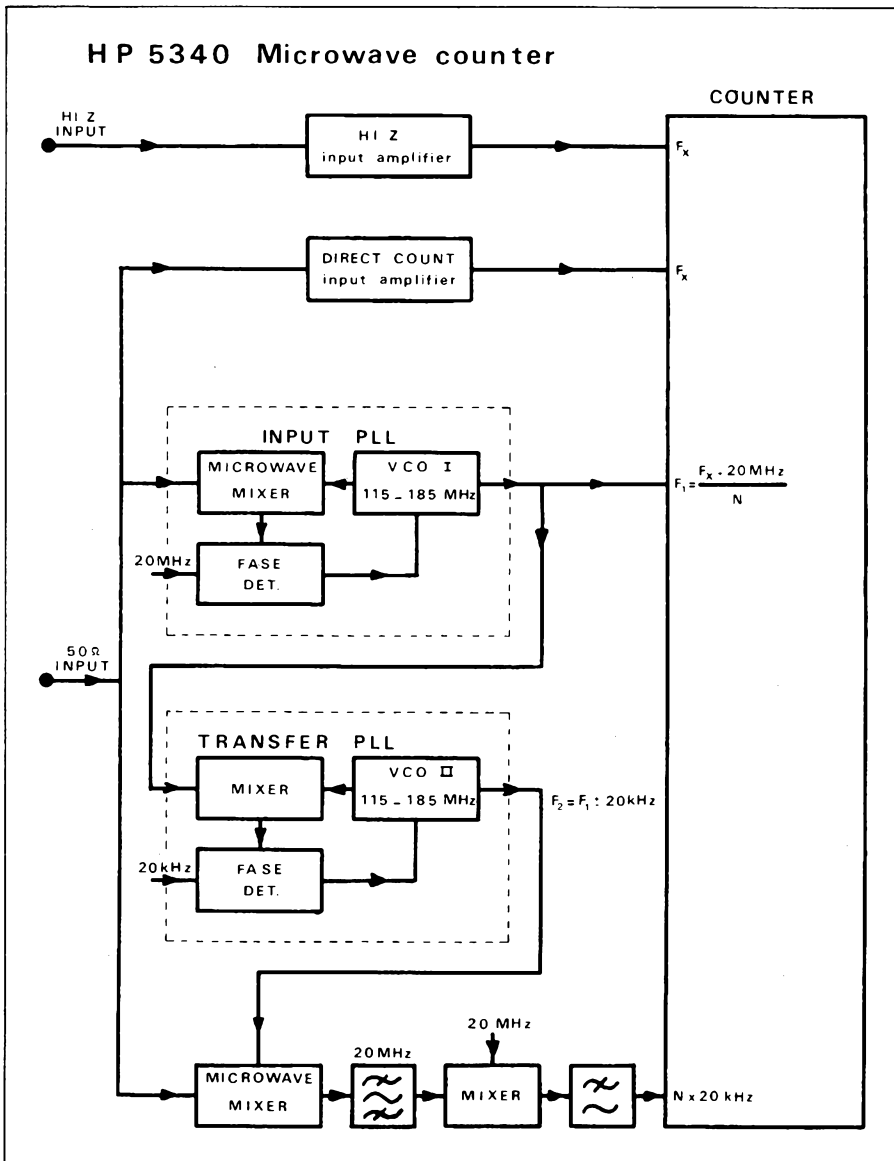 HP 5340 Microwave counter
COUNTER
HI Z
INPUT
HI Z
input amplifier
Fx
DIRECT COUNT
input amplifier
Fx
INPUT PLL
MICROWAVE
MIXER
VCO I
115 - 185 MHz
F1 = Fx - 20MHz
N
20MHz
FASE
DET.
50Ω
INPUT
TRANSFER PLL
MIXER
VCO II
115 - 185 MHz
F2 = F1 ± 20kHz
20kHz
FASE
DET.
20 MHz
20MHz
MICROWAVE
MIXER
MIXER
N x 20 kHz